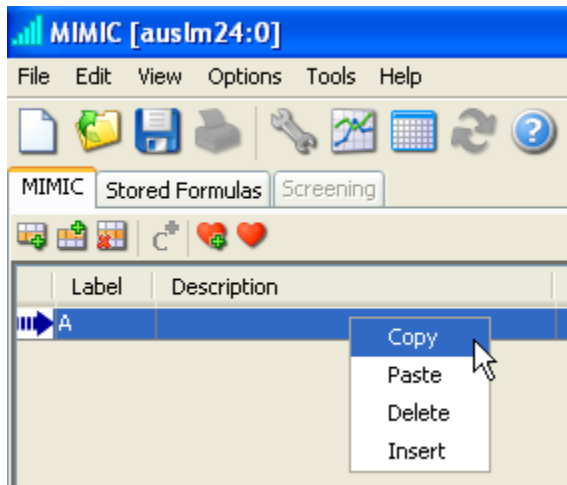 MIMIC [auslm24:0]
File Edit View Options Tools Help
MIMIC Stored Formulas Screening
Label Description
A
Copy
Paste
Delete
Insert